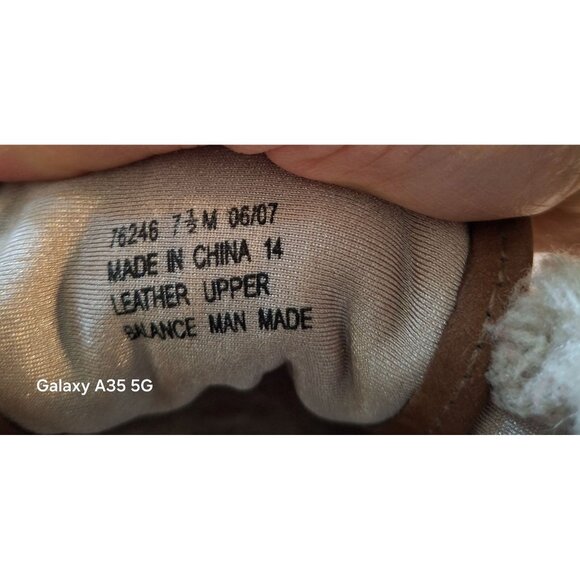 76246 7½ M 06/07
MADE IN CHINA 14
LEATHER UPPER
BALANCE MAN MADE
Galaxy A35 5G